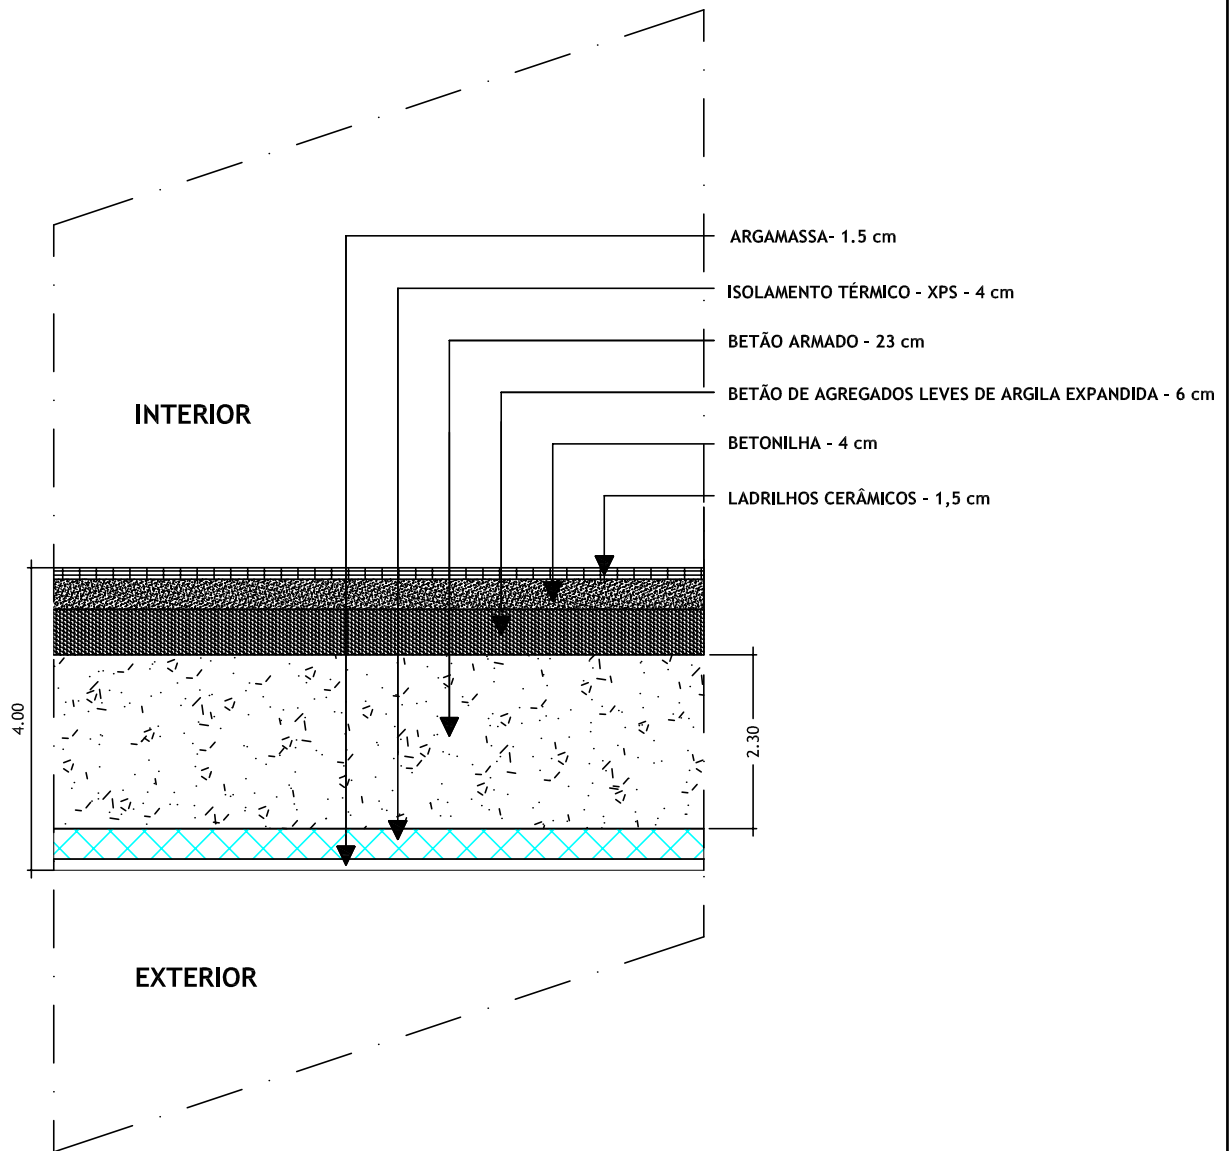 ARGAMASSA- 1.5 cm
ISOLAMENTO TÉRMICO - XPS - 4 cm
BETÃO ARMADO - 23 cm
BETÃO DE AGREGADOS LEVES DE ARGILA EXPANDIDA - 6 cm
INTERIOR
BETONILHA - 4 cm
LADRILHOS CERÂMICOS - 1,5 cm
4.00
2.30
EXTERIOR